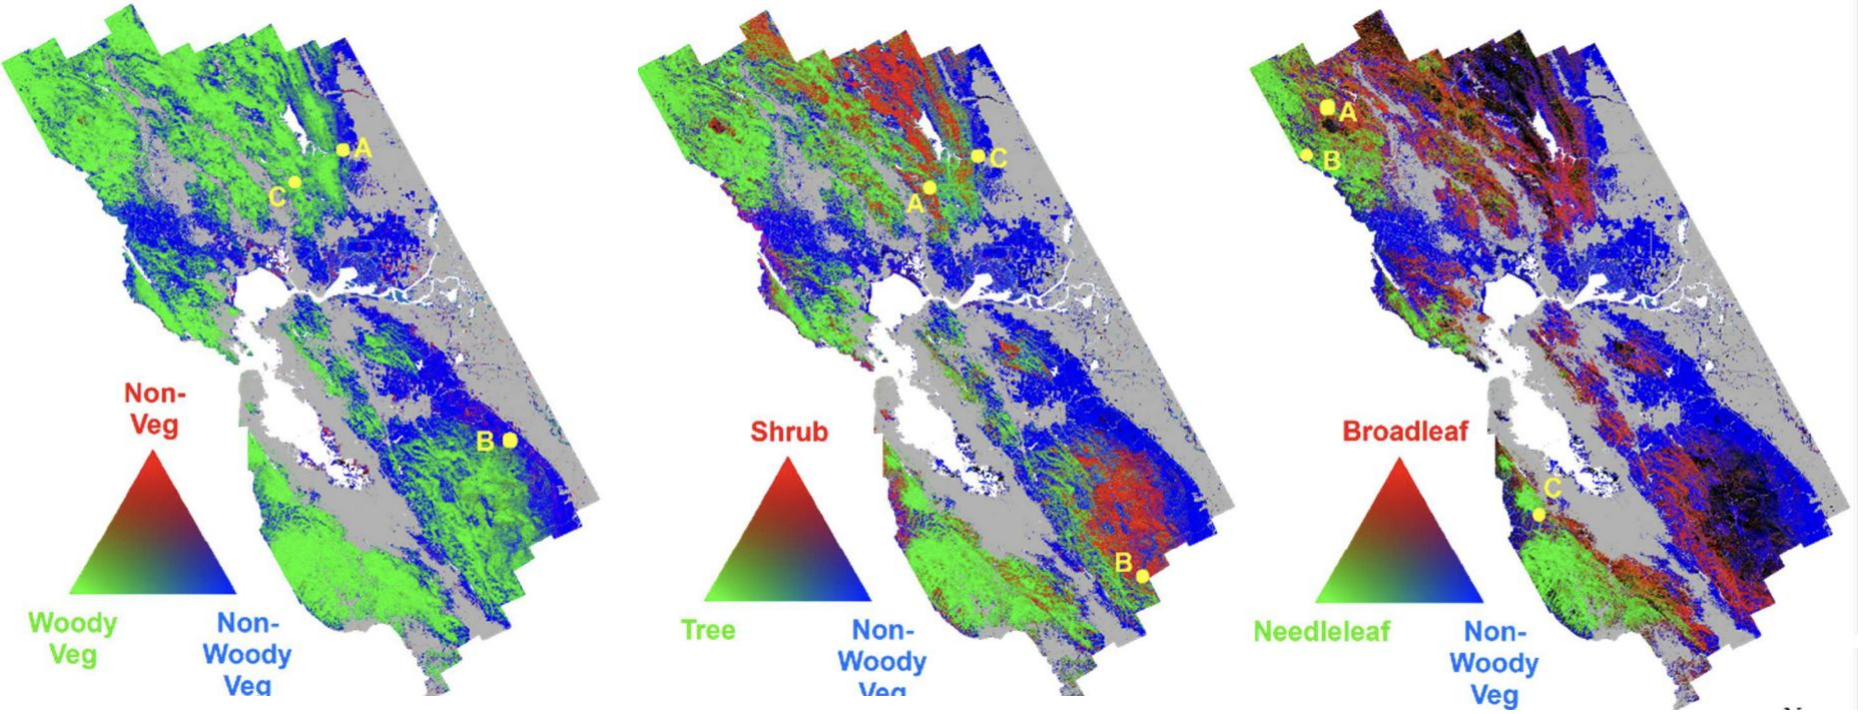 A
C
B
Non-
Veg
Woody
Veg
Non-
Woody
Veg
C
A
B
Shrub
Tree
Non-
Woody
Veg
A
B
C
Broadleaf
Needleleaf
Non-
Woody
Veg